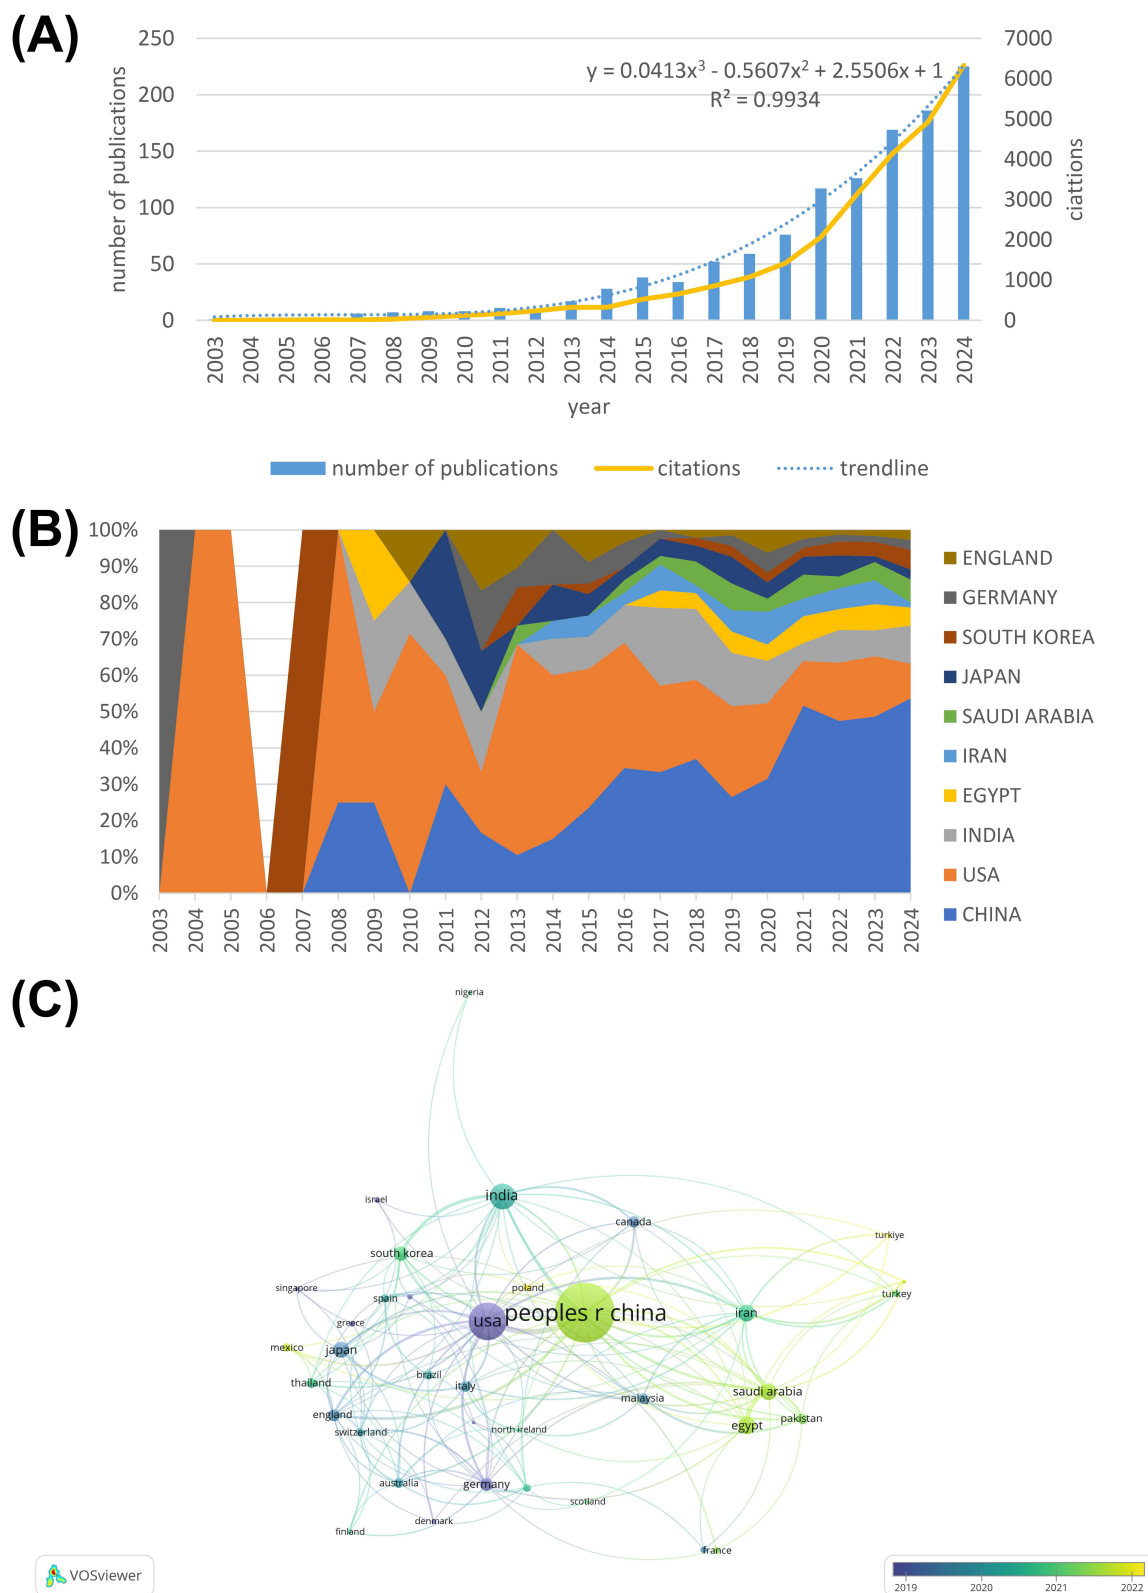 (A)
250
200
150
100
50
0
number of publications
y = 0.0413x³ - 0.5607x² + 2.5506x + 1
R² = 0.9934
7000
6000
5000
4000
3000
2000
1000
0
ciattions
2003
2004
2005
2006
2007
2008
2009
2010
2011
2012
2013
2014
2015
2016
2017
2018
2019
2020
2021
2022
2023
2024
year
number of publications
citations
trendline
(B)
100%
90%
80%
70%
60%
50%
40%
30%
20%
10%
0%
2003
2004
2005
2006
2007
2008
2009
2010
2011
2012
2013
2014
2015
2016
2017
2018
2019
2020
2021
2022
2023
2024
ENGLAND
GERMANY
SOUTH KOREA
JAPAN
SAUDI ARABIA
IRAN
EGYPT
INDIA
USA
CHINA
(C)
nigeria
india
israel
canada
south korea
turkiye
singapore
spain
poland
turkey
usa
peoples r china
iran
greece
mexico
japan
thailand
brazil
italy
saudi arabia
malaysia
england
switzerland
north ireland
egypt
pakistan
australia
germany
scotland
denmark
finland
france
VOSviewer
2019
2020
2021
2022